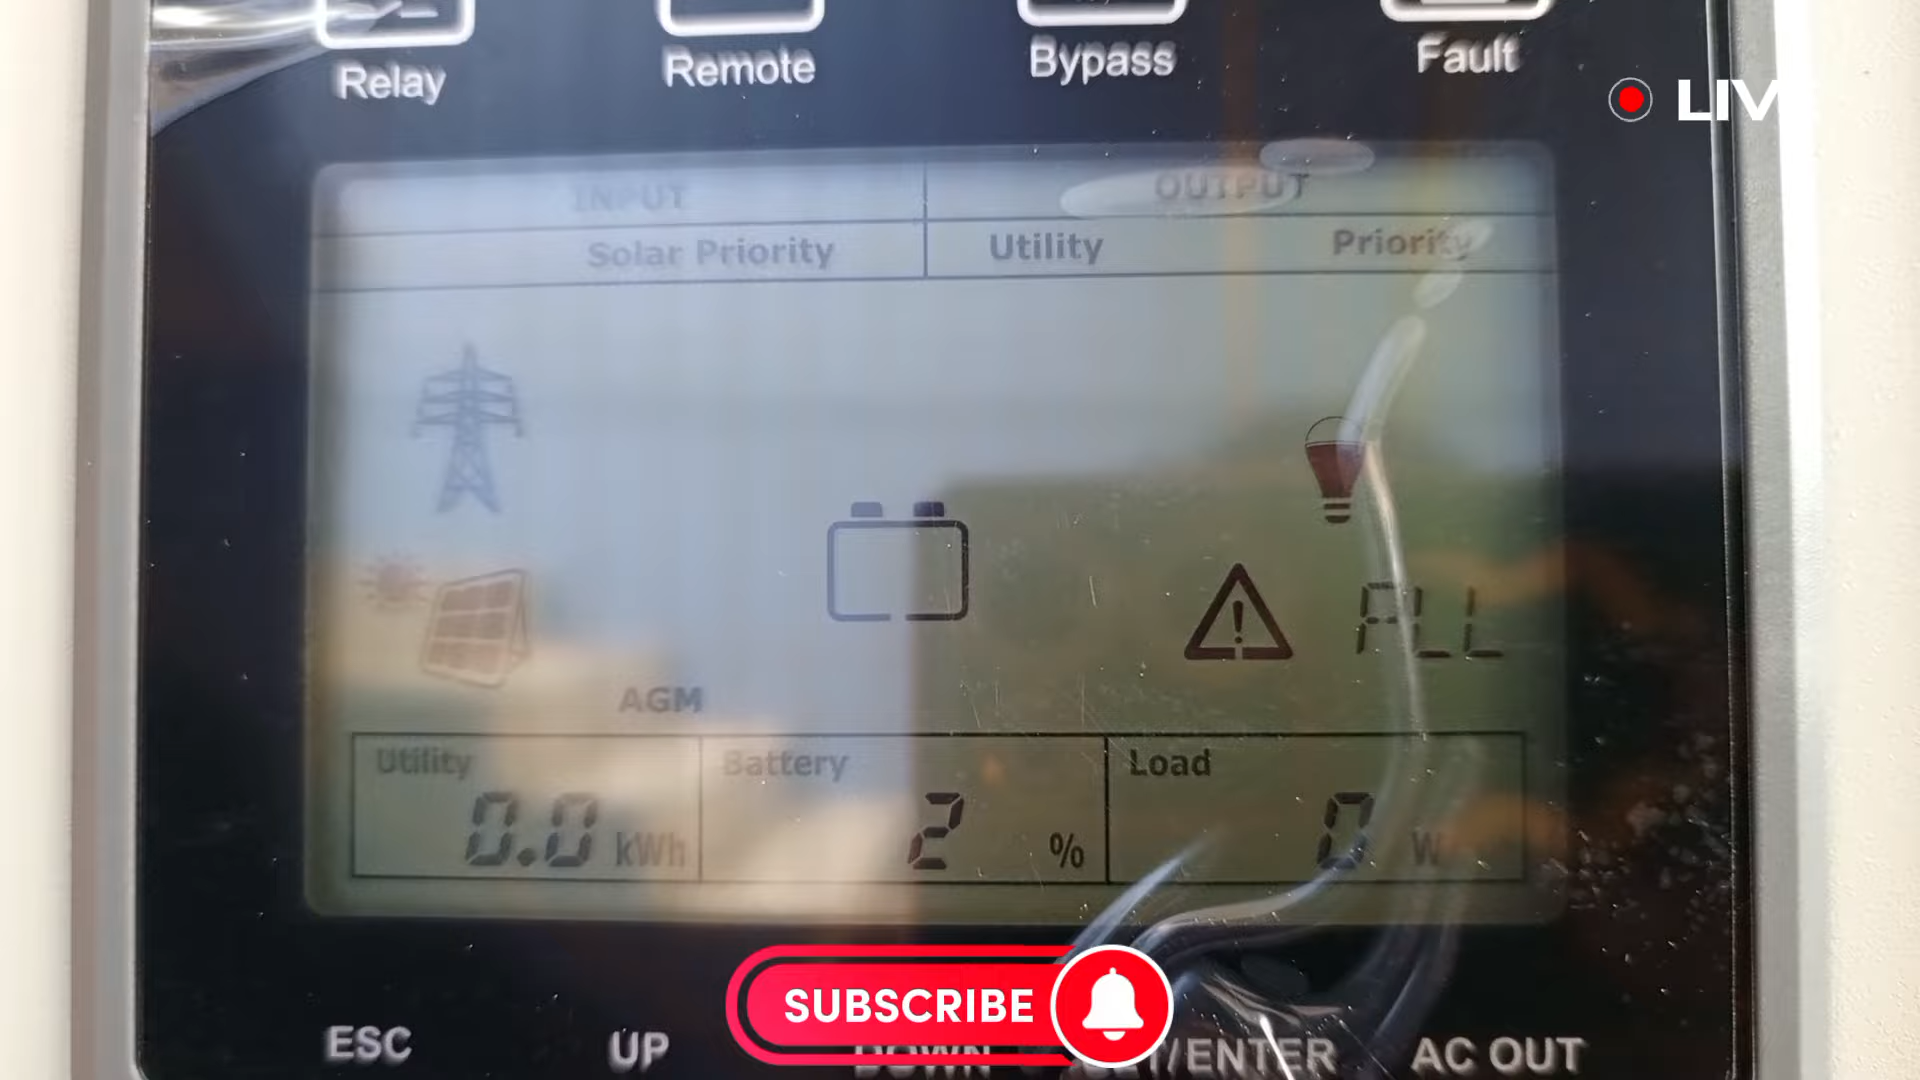 Relay Remote Bypass Fault
LIV
INPUT OUTPUT
Solar Priority Utility Priority
PLL
AGM
Utility Battery Load
0.0 kWh 2 % 0 W
SUBSCRIBE
ESC UP DOWN /ENTER AC OUT